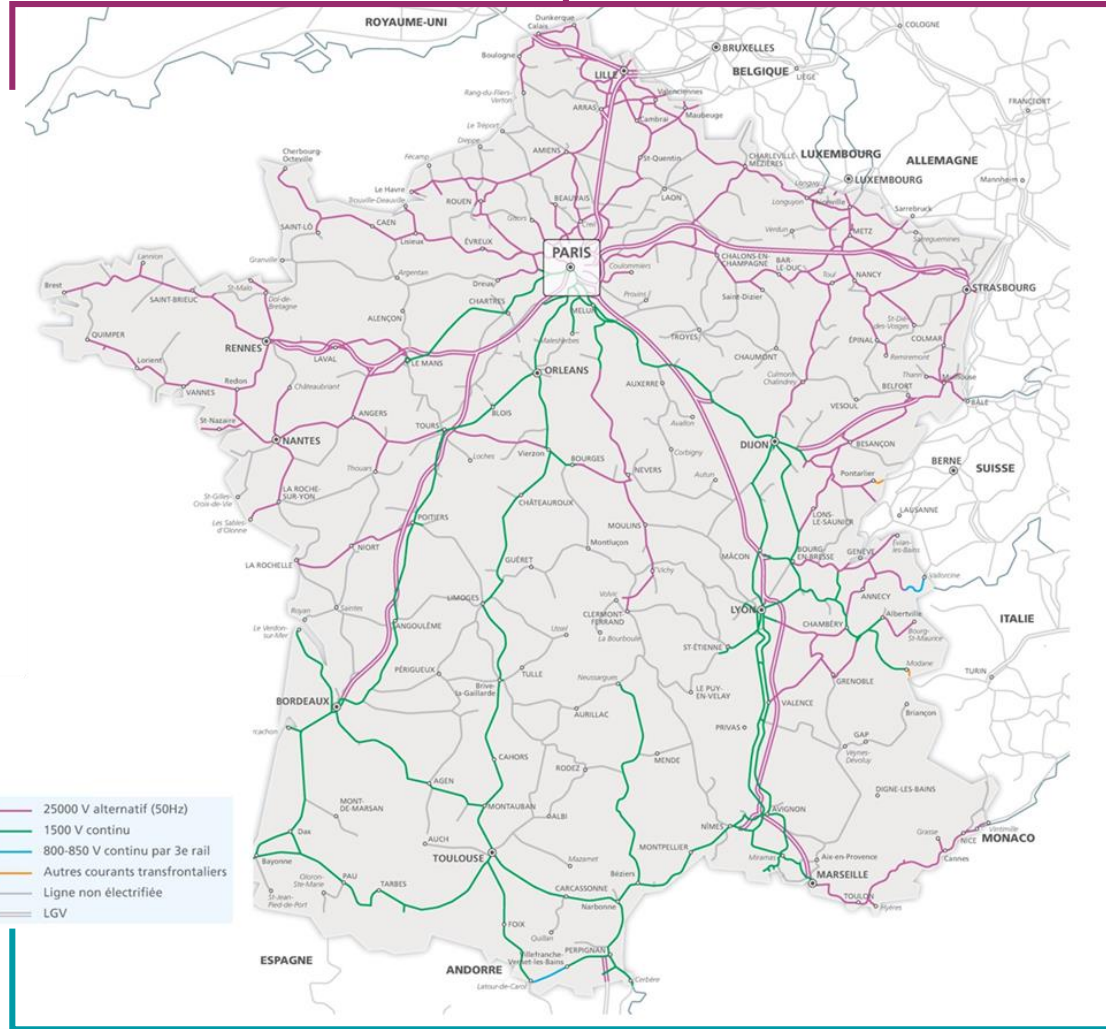 ROYAUME-UNI
Dunkerque
Calais
COLOGNE
Boulogne
BRUXELLES
LILLE
BELGIQUE
LIÈGE
Rang-du-Fliers-
Verton
Valenciennes
ARRAS
Maubeuge
FRANCFORT
Cambrai
Le Tréport
Dieppe
AMIENS
St-Quentin
CHARLEVILLE-
MÉZIÈRES
LUXEMBOURG
ALLEMAGNE
Cherbourg-
Octeville
Fécamp
LUXEMBOURG
Mannheim
Le Havre
Trouville-Deauville
ROUEN
BEAUVAIS
LAON
Longwy
Longuyon
Thionville
Gisors
Creil
Sarrebruck
SAINT-LÔ
CAEN
Lisieux
ÉVREUX
Verdun
METZ
Sarreguemines
PARIS
CHALONS-EN-
CHAMPAGNE
BAR-
LE-DUC
Granville
Coulommiers
Toul
NANCY
Lannion
Argentan
Dreux
Saint-Dizier
STRASBOURG
Brest
SAINT-BRIEUC
St-Malo
Dol-de-
Bretagne
ALENÇON
CHARTRES
Provins
MELUN
St-Dié-
des-Vosges
QUIMPER
RENNES
LAVAL
LE MANS
Malesherbes
TROYES
ÉPINAL
COLMAR
CHAUMONT
Remiremont
Lorient
Redon
Châteaubriant
ORLEANS
AUXERRE
Culmont-
Chalindrey
Thann
Mulhouse
VANNES
BELFORT
BÂLE
St-Nazaire
ANGERS
BLOIS
Avallon
VESOUL
NANTES
TOURS
Vierzon
DIJON
BESANÇON
Loches
BOURGES
Corbigny
BERNE
SUISSE
Thouars
NEVERS
Autun
Pontarlier
St-Gilles-
Croix-de-Vie
LA ROCHE-
SUR-YON
CHÂTEAUROUX
LAUSANNE
Les Sables-
d'Olonne
POITIERS
MOULINS
LONS-
LE-SAUNIER
NIORT
Montluçon
MÂCON
BOURG-
EN-BRESSE
GENÈVE
Évian-
les-Bains
LA ROCHELLE
GUÉRET
Vichy
Vallorcine
Royan
Saintes
LIMOGES
Volvic
ANNECY
Le Verdon-
sur-Mer
CLERMONT-
FERRAND
LYON
Albertville
ITALIE
ANGOULÊME
Ussel
La Bourboule
CHAMBÉRY
Bourg-
St-Maurice
ST-ÉTIENNE
PÉRIGUEUX
TULLE
Modane
TURIN
Brive-
la-Gaillarde
Neussargues
LE PUY-
EN-VELAY
GRENOBLE
BORDEAUX
AURILLAC
VALENCE
Briançon
PRIVAS
CAHORS
MENDE
GAP
Veynes-
Dévoluy
AGEN
RODEZ
MONT-
DE-MARSAN
MONTAUBAN
DIGNE-LES-BAINS
ALBI
AVIGNON
NÎMES
Grasse
Vintimille
Dax
AUCH
TOULOUSE
MONTPELLIER
NICE
MONACO
Cannes
Bayonne
Mazamet
Miramas
Aix-en-Provence
Oloron-
Ste-Marie
PAU
TARBES
Béziers
MARSEILLE
CARCASSONNE
TOULON
St-Jean-
Pied-de-Port
Narbonne
Hyères
FOIX
Quillan
ESPAGNE
Villefranche-
Vernet-les-Bains
PERPIGNAN
ANDORRE
Latour-de-Carol
Cerbère
25000 V alternatif (50Hz)
1500 V continu
800-850 V continu par 3e rail
Autres courants transfrontaliers
Ligne non électrifiée
LGV